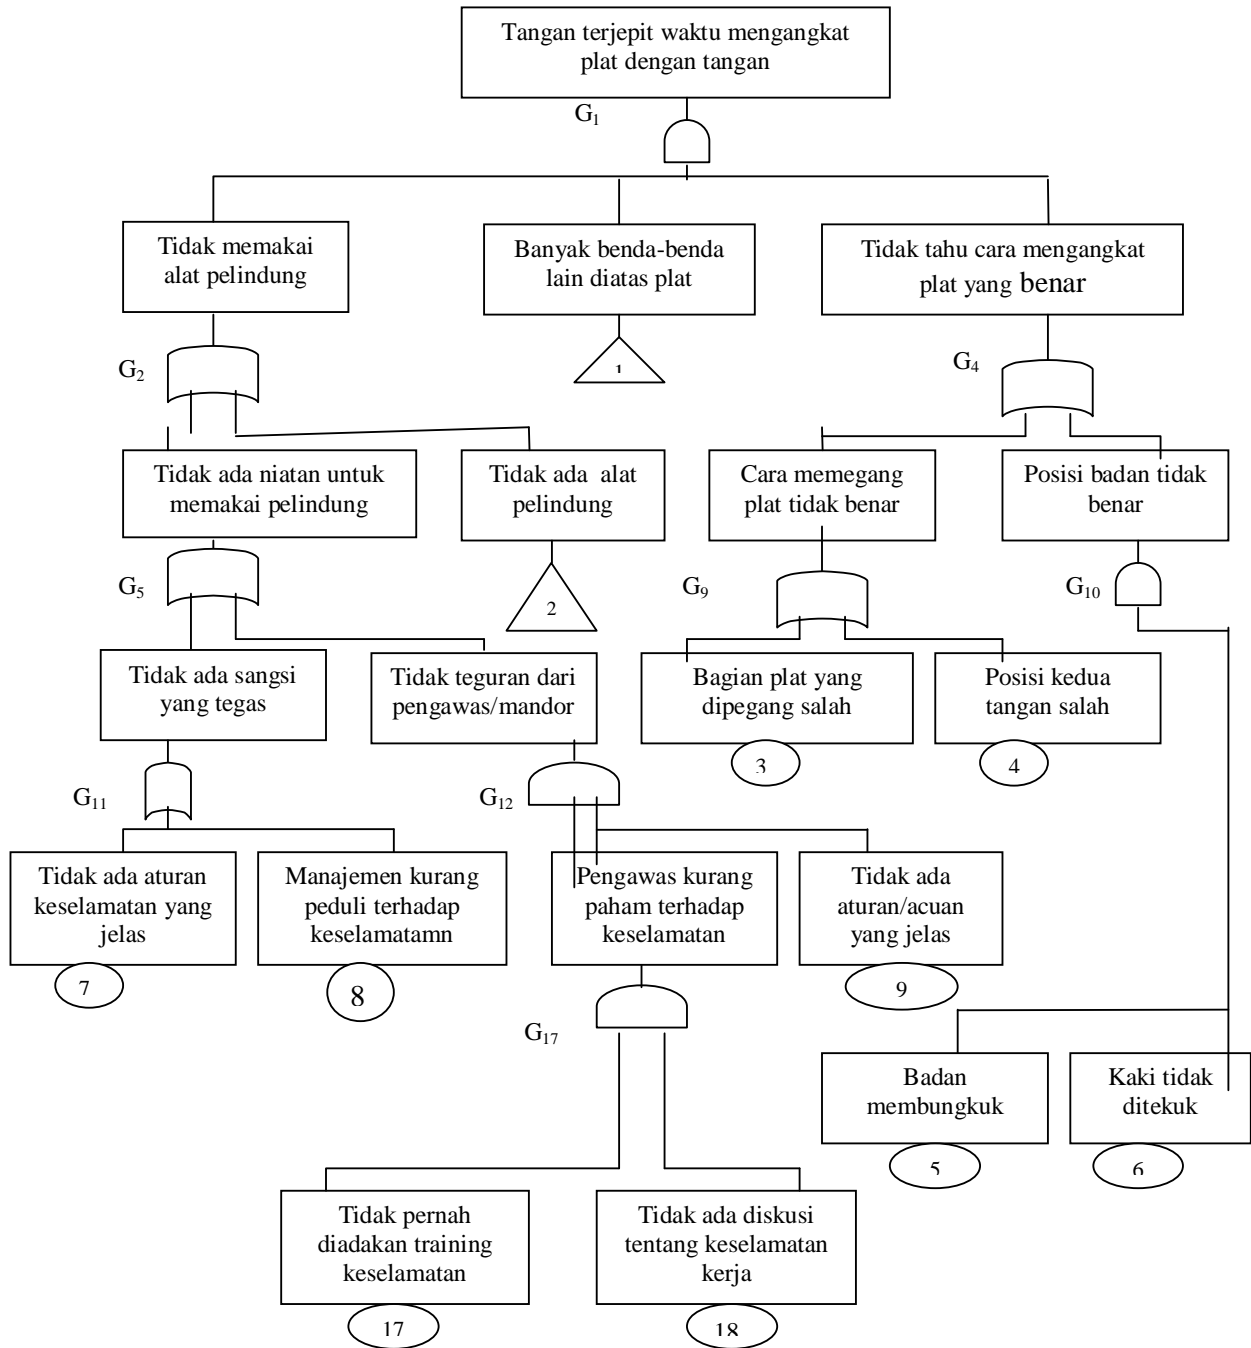 Tangan terjepit waktu mengangkat
plat dengan tangan
G1
Tidak memakai
alat pelindung
Banyak benda-benda
lain diatas plat
Tidak tahu cara mengangkat
plat yang benar
G2
1
G4
Tidak ada niatan untuk
memakai pelindung
Tidak ada alat
pelindung
Cara memegang
plat tidak benar
Posisi badan tidak
benar
G5
2
G9
G10
Tidak ada sangsi
yang tegas
Tidak teguran dari
pengawas/mandor
Bagian plat yang
dipegang salah
Posisi kedua
tangan salah
3
4
G11
G12
Tidak ada aturan
keselamatan yang
jelas
Manajemen kurang
peduli terhadap
keselamatamn
Pengawas kurang
paham terhadap
keselamatan
Tidak ada
aturan/acuan
yang jelas
7
8
9
G17
Badan
membungkuk
Kaki tidak
ditekuk
5
6
Tidak pernah
diadakan training
keselamatan
Tidak ada diskusi
tentang keselamatan
kerja
17
18